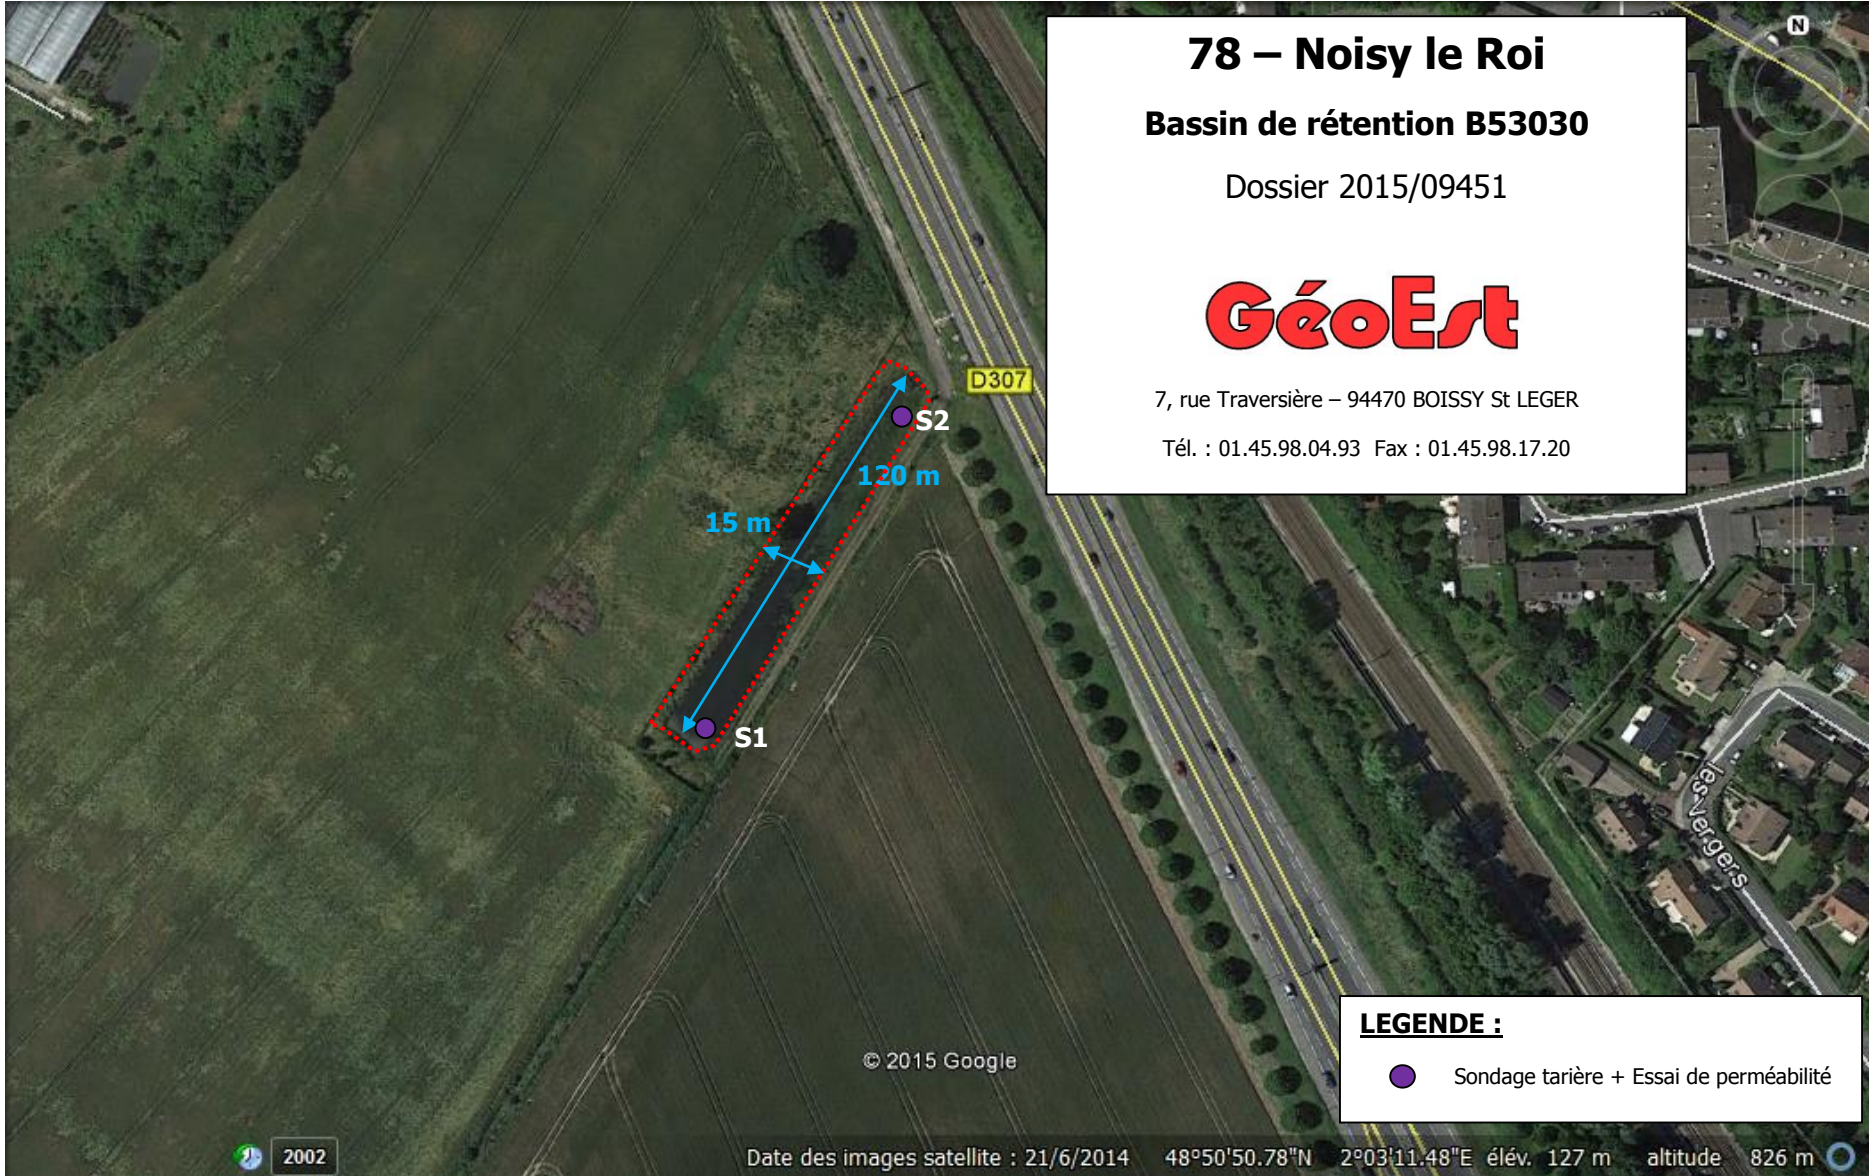 78 – Noisy le Roi
Bassin de rétention B53030
Dossier 2015/09451
GéoEst
7, rue Traversière – 94470 BOISSY St LEGER
Tél. : 01.45.98.04.93 Fax : 01.45.98.17.20
N
D307
S2
120 m
15 m
S1
les Vergers
LEGENDE :
Sondage tarière + Essai de perméabilité
© 2015 Google
2002
Date des images satellite : 21/6/2014 48°50'50.78"N 2°03'11.48"E élév. 127 m altitude 826 m